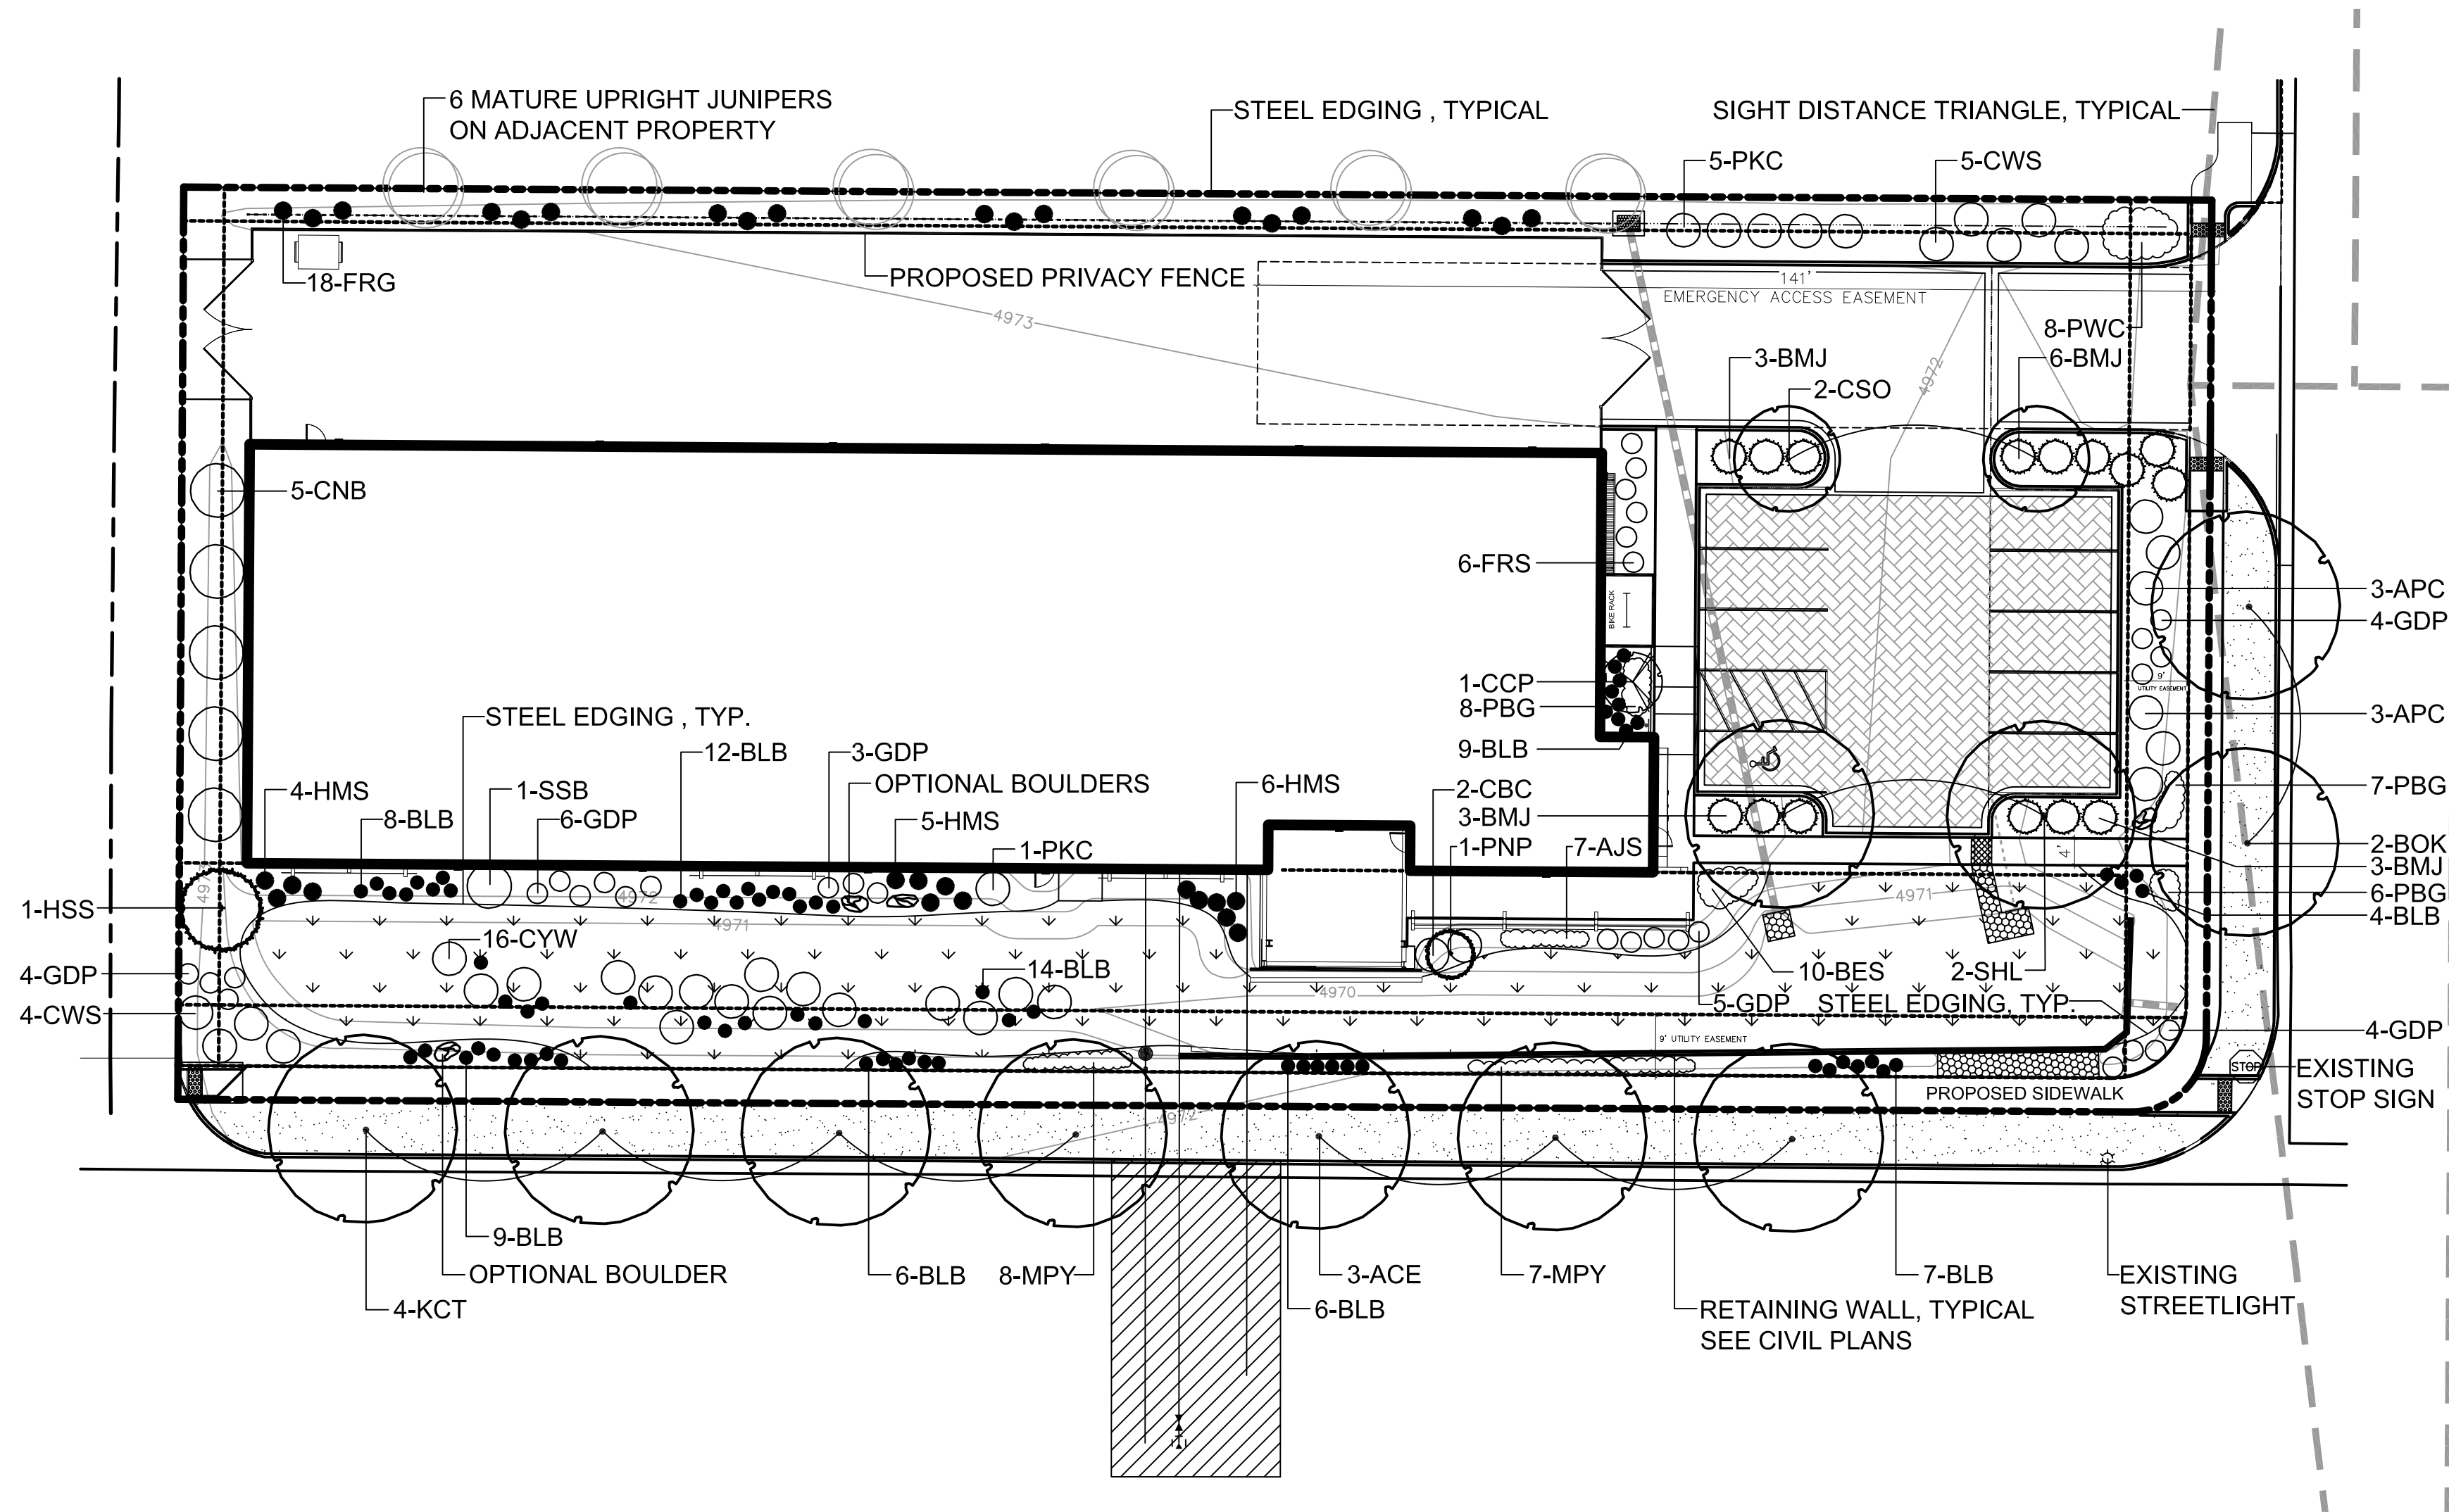 6 MATURE UPRIGHT JUNIPERS
ON ADJACENT PROPERTY
STEEL EDGING , TYPICAL
SIGHT DISTANCE TRIANGLE, TYPICAL
5-PKC
5-CWS
18-FRG
PROPOSED PRIVACY FENCE
141'
EMERGENCY ACCESS EASEMENT
4973
8-PWC
3-BMJ
6-BMJ
2-CSO
4972
5-CNB
6-FRS
BIKE RACK
3-APC
4-GDP
1-CCP
9'
UTILITY EASEMENT
8-PBG
3-APC
STEEL EDGING , TYP.
12-BLB
3-GDP
9-BLB
OPTIONAL BOULDERS
6-HMS
7-PBG
4-HMS
1-SSB
2-CBC
8-BLB
6-GDP
5-HMS
3-BMJ
1-PKC
1-PNP
7-AJS
4'
2-BOK
3-BMJ
6-PBG
4-BLB
1-HSS
4972
4971
4971
16-CYW
4-GDP
14-BLB
10-BES
2-SHL
4970
5-GDP
STEEL EDGING, TYP.
4-CWS
4-GDP
9' UTILITY EASEMENT
STOP
EXISTING
STOP SIGN
PROPOSED SIDEWALK
4972
9-BLB
OPTIONAL BOULDER
6-BLB
8-MPY
3-ACE
7-MPY
7-BLB
EXISTING
STREETLIGHT
4-KCT
6-BLB
RETAINING WALL, TYPICAL
SEE CIVIL PLANS